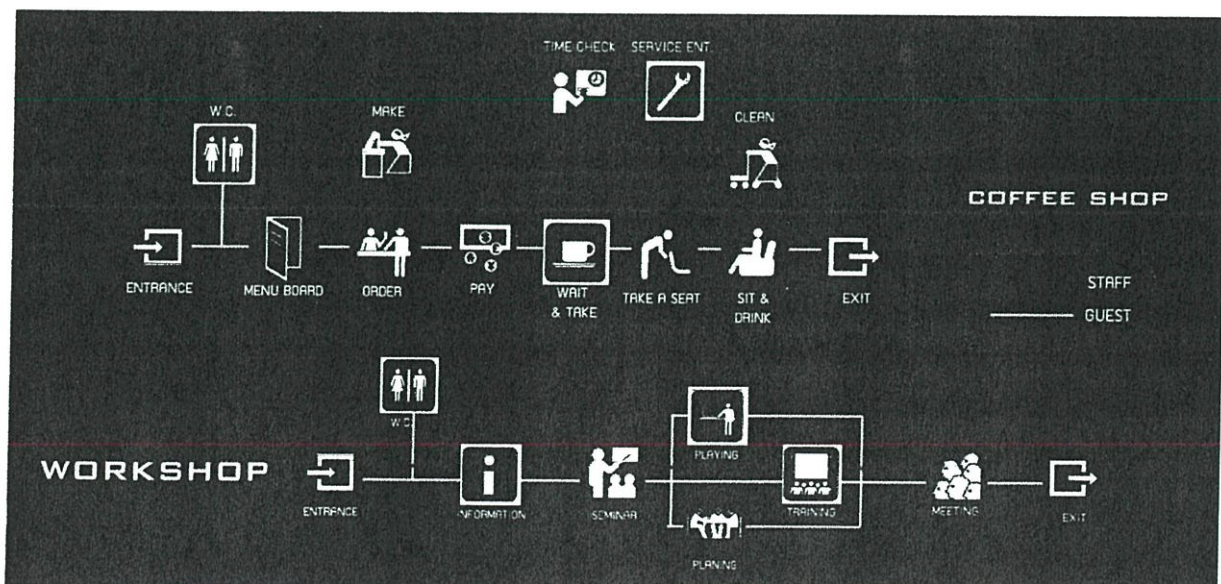 TIME CHECK SERVICE ENT.
W.C. MAKE CLEAN
COFFEE SHOP
ENTRANCE MENU BOARD ORDER PAY WAIT & TAKE TAKE A SEAT SIT & DRINK EXIT
STAFF
GUEST
W.C.
PLAYING
WORKSHOP
ENTRANCE INFORMATION SEMINAR TRAINING MEETING EXIT
PLANING